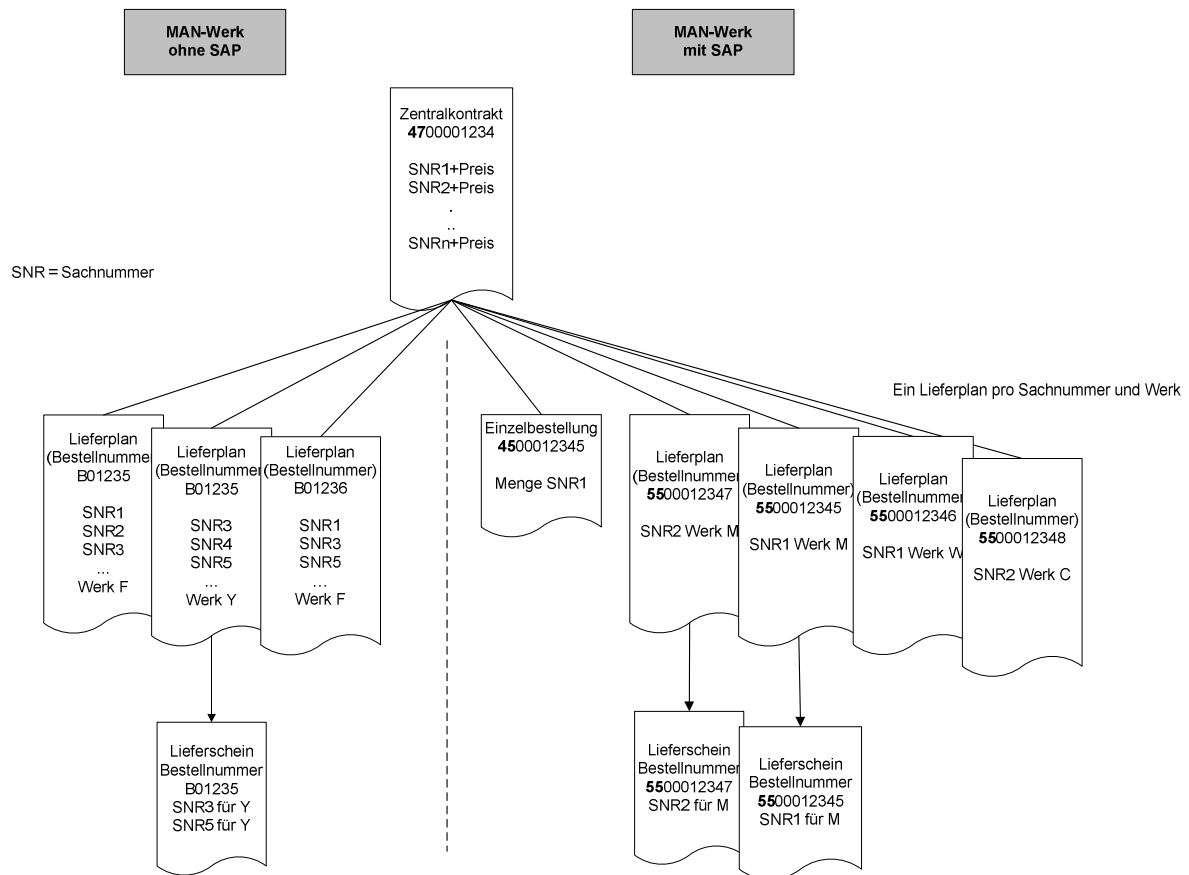 MAN-Werk
ohne SAP
MAN-Werk
mit SAP
Zentralkontrakt
4700001234
SNR1+Preis
SNR2+Preis
.
..
SNRn+Preis
SNR = Sachnummer
Ein Lieferplan pro Sachnummer und Werk
Lieferplan
(Bestellnummer
B01235
SNR1
SNR2
SNR3
...
Werk F
Lieferplan
(Bestellnummer)
B01235
SNR3
SNR4
SNR5
...
Werk Y
Lieferplan
(Bestellnummer)
B01236
SNR1
SNR3
SNR5
...
Werk F
Einzelbestellung
4500012345
Menge SNR1
Lieferplan
(Bestellnummer)
5500012347
SNR2 Werk M
Lieferplan
(Bestellnummer)
5500012345
SNR1 Werk M
Lieferplan
(Bestellnummer)
5500012346
SNR1 Werk W
Lieferplan
(Bestellnummer)
5500012348
SNR2 Werk C
Lieferschein
Bestellnummer
B01235
SNR3 für Y
SNR5 für Y
Lieferschein
Bestellnummer
5500012347
SNR2 für M
Lieferschein
Bestellnummer
5500012345
SNR1 für M